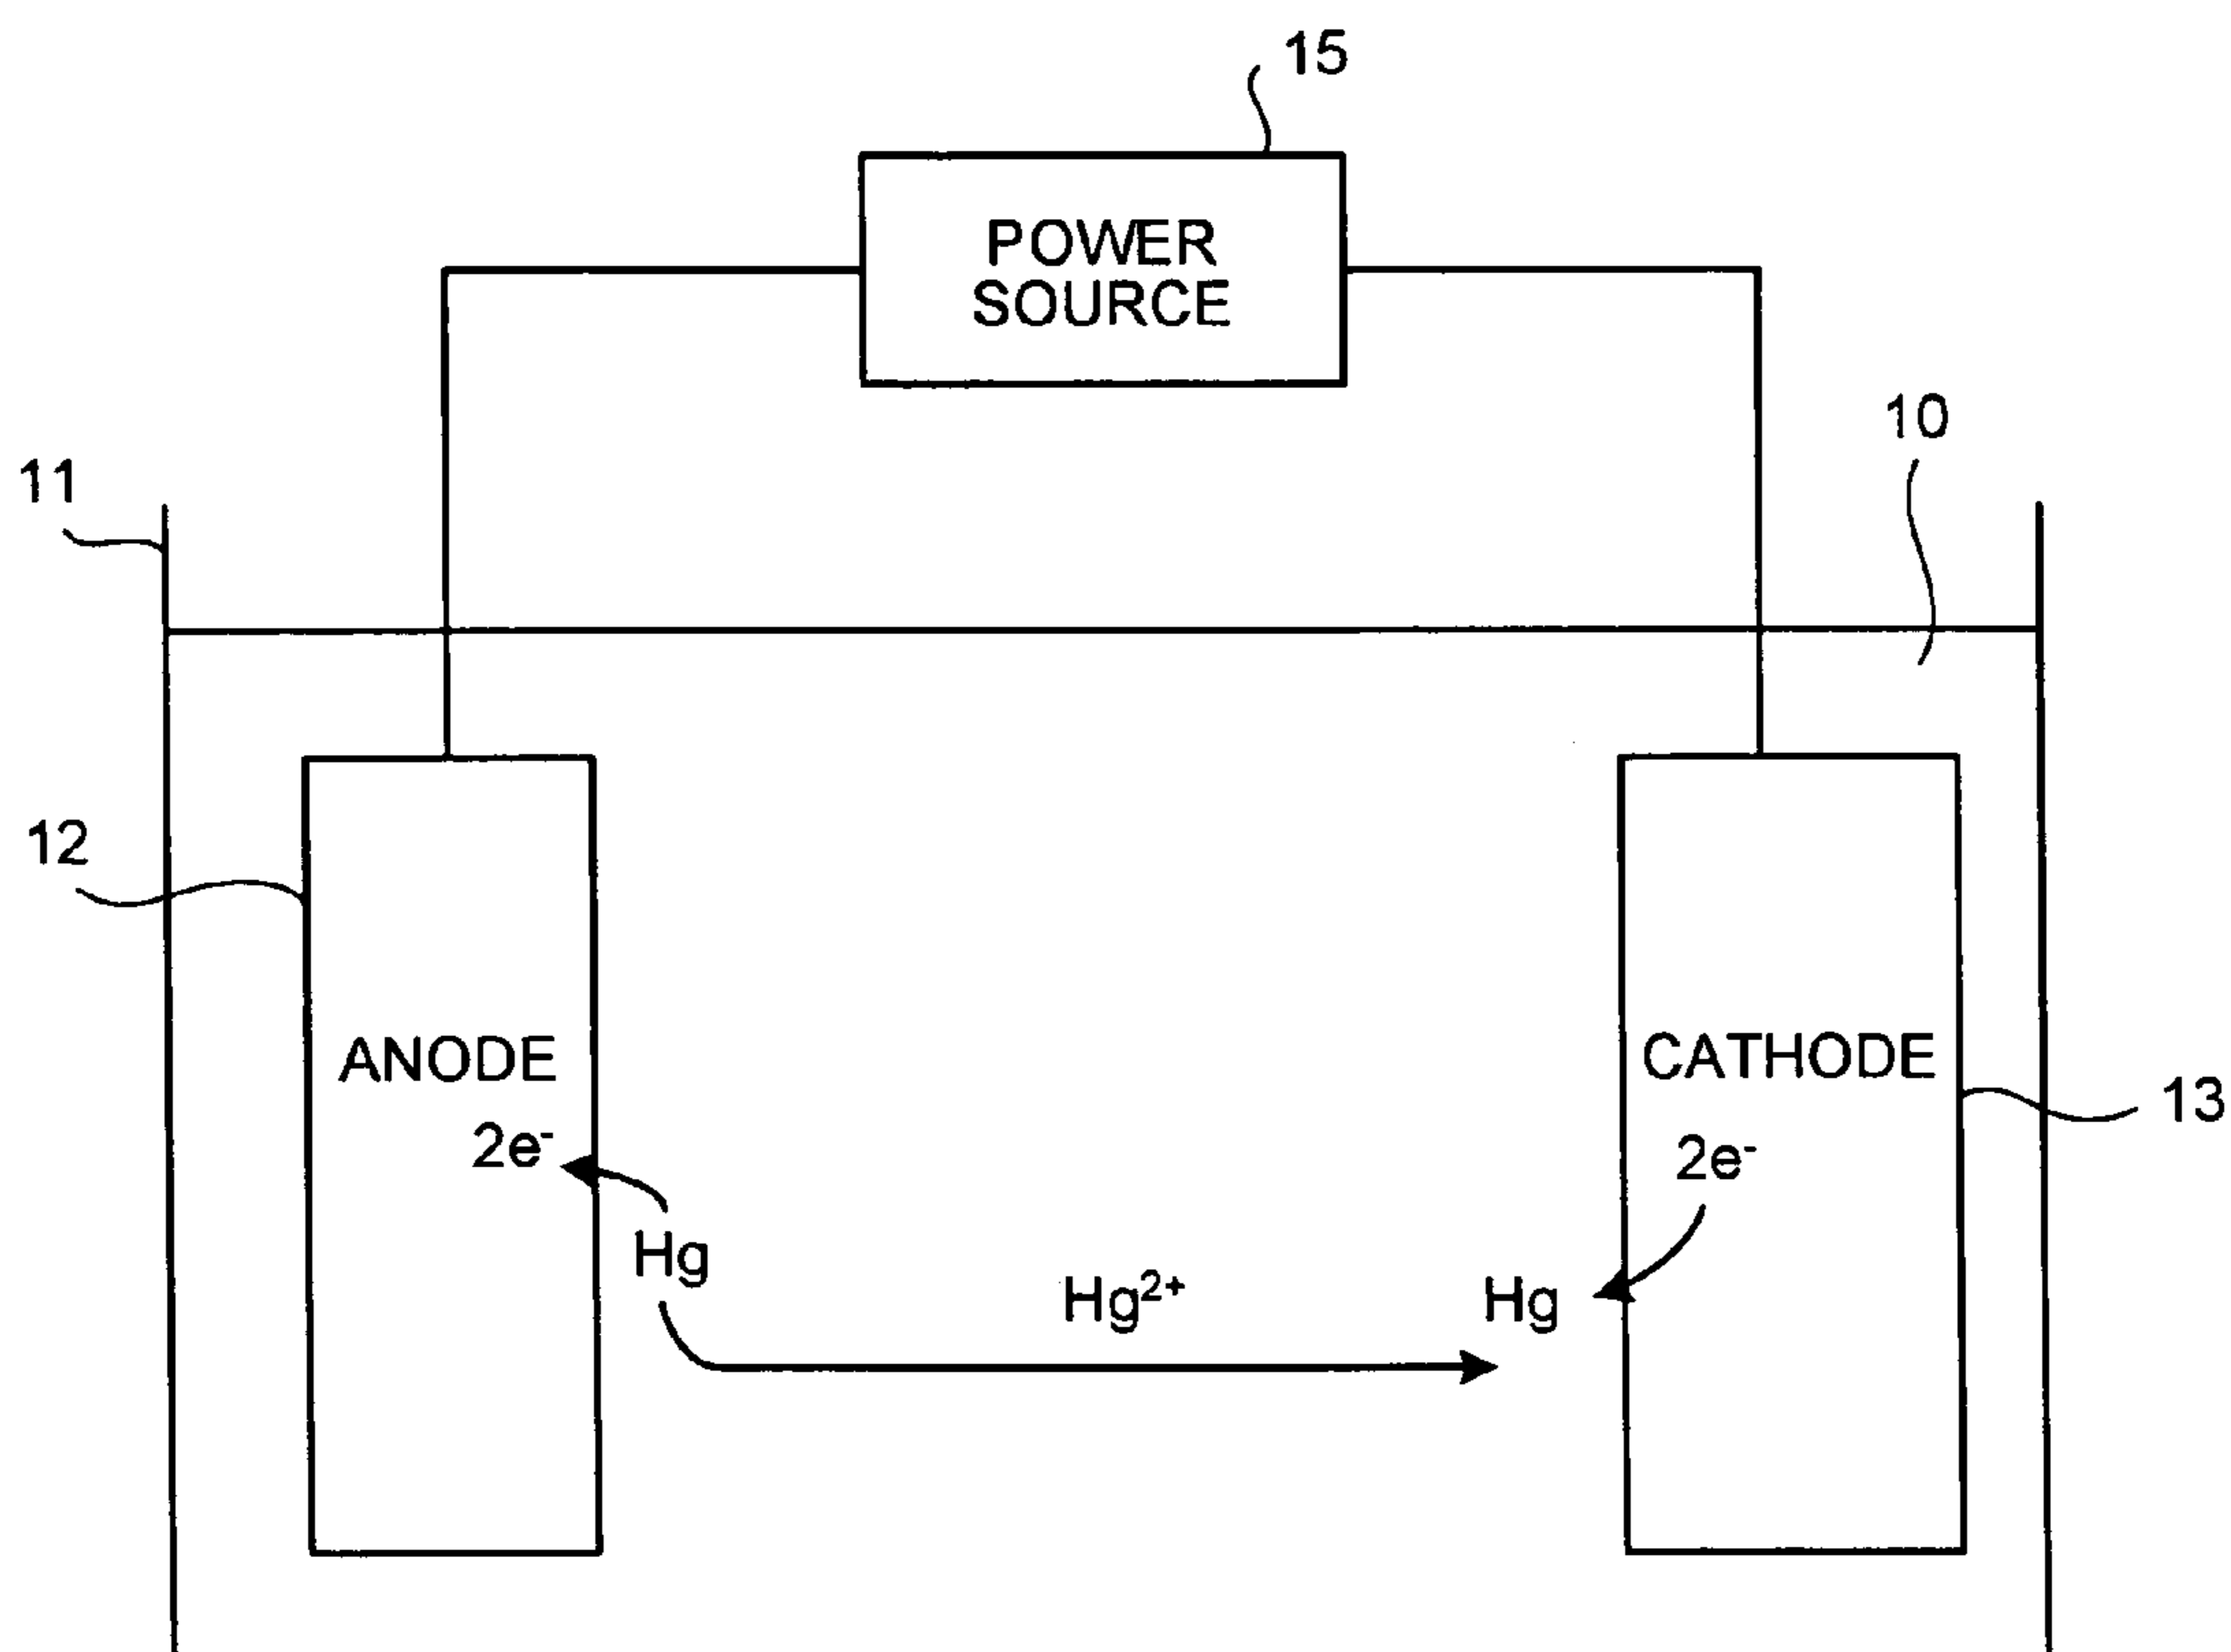 15
POWER
SOURCE
10
11
12
ANODE
CATHODE
13
2e⁻
2e⁻
Hg
Hg²⁺
Hg